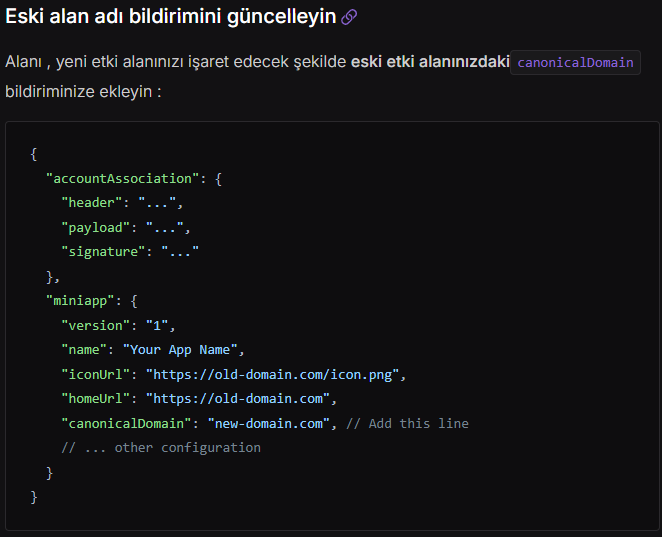 Eski alan adı bildirimini güncelleyin
Alanı , yeni etki alanınızı işaret edecek şekilde eski etki alanınızdaki canonicalDomain
bildiriminize ekleyin :
{
  "accountAssociation": {
    "header": "...",
    "payload": "...",
    "signature": "..."
  },
  "miniapp": {
    "version": "1",
    "name": "Your App Name",
    "iconUrl": "https://old-domain.com/icon.png",
    "homeUrl": "https://old-domain.com",
    "canonicalDomain": "new-domain.com", // Add this line
    // ... other configuration
  }
}